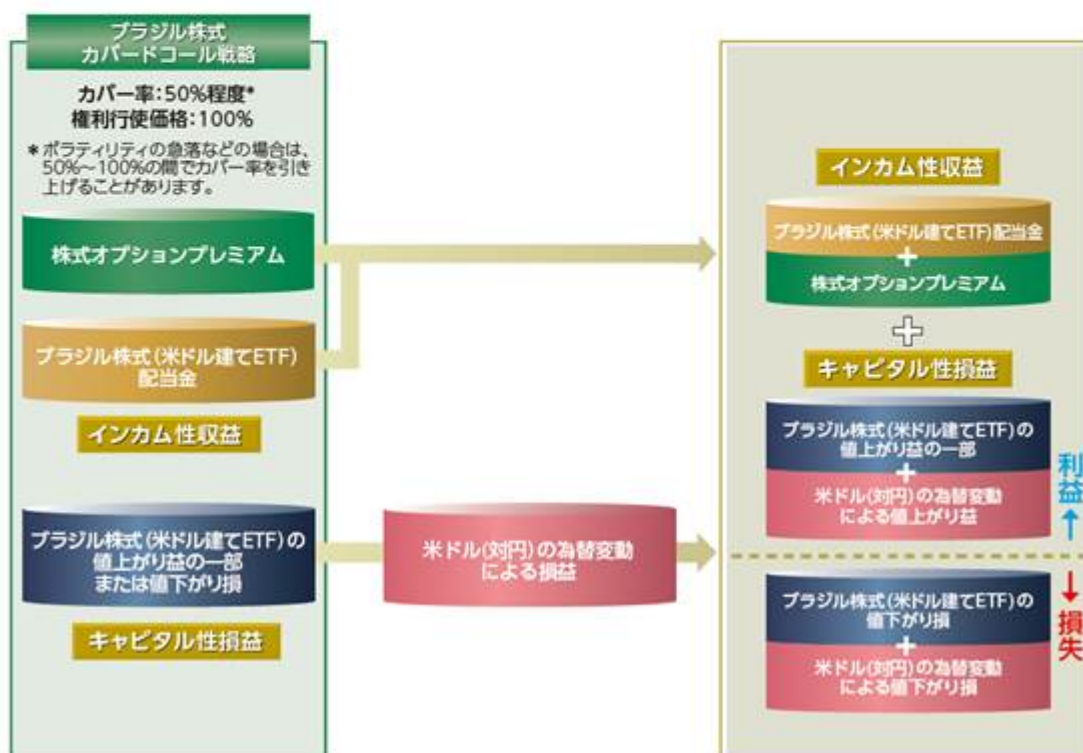 ブラジル株式
カバードコール戦略
カバー率:50%程度*
権利行使価格:100%
*ボラティリティの急落などの場合は、
50%~100%の間でカバー率を引き
上げることがあります。
株式オプションプレミアム
ブラジル株式(米ドル建てETF)
配当金
インカム性収益
ブラジル株式(米ドル建てETF)の
値上がり益の一部
または値下がり損
キャピタル性損益
米ドル(対円)の為替変動
による損益
インカム性収益
ブラジル株式(米ドル建てETF)配当金
+
株式オプションプレミアム
+
キャピタル性損益
ブラジル株式(米ドル建てETF)の
値上がり益の一部
+
米ドル(対円)の為替変動
による値上がり益
利益↑
ブラジル株式(米ドル建てETF)の
値下がり損
+
米ドル(対円)の為替変動
による値下がり損
↓損失